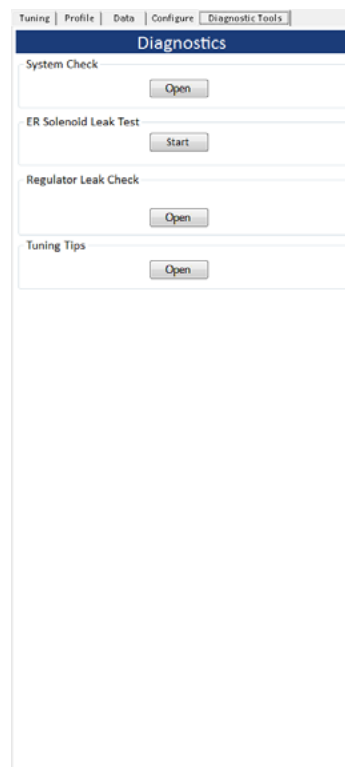 Tuning Profile Data Configure Diagnostic Tools
Diagnostics
System Check
Open
ER Solenoid Leak Test
Start
Regulator Leak Check
Open
Tuning Tips
Open